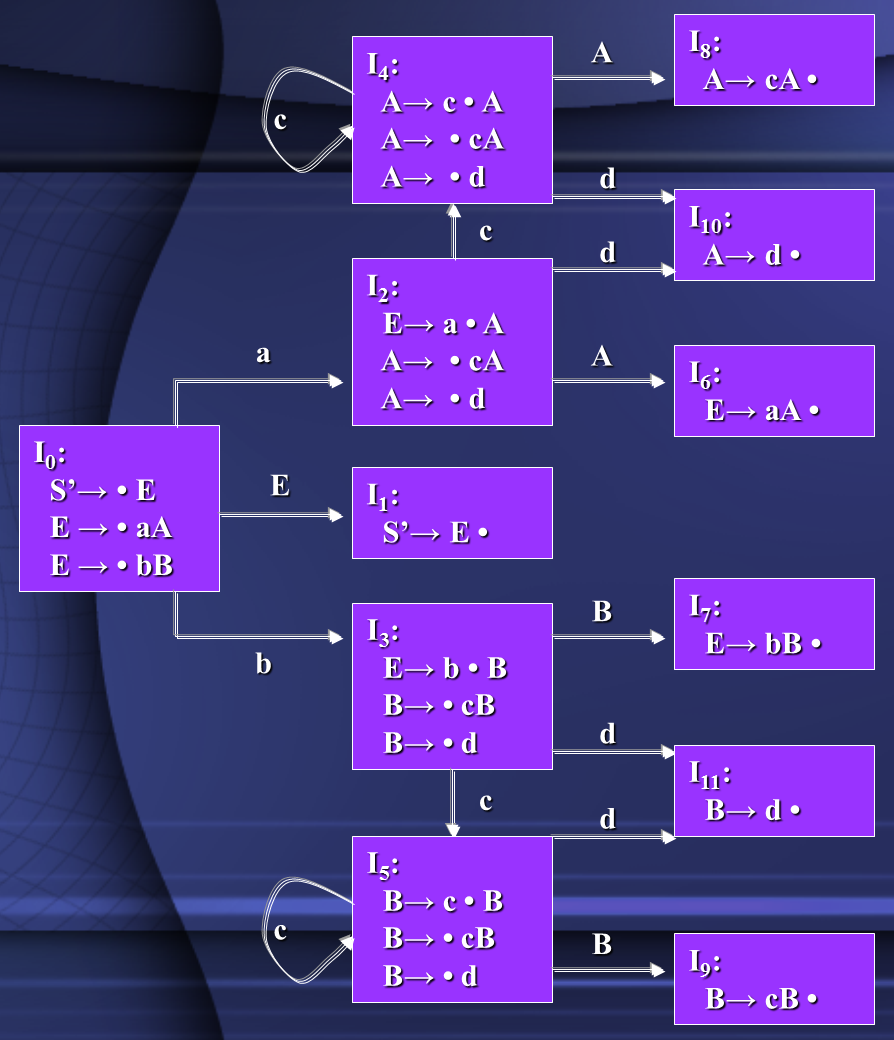 I₄:
A→ c • A
A→ • cA
A→ • d
c
A
I₈:
A→ cA •
d
I₁₀:
A→ d •
c
d
I₂:
E→ a • A
A→ • cA
A→ • d
a
A
I₆:
E→ aA •
I₀:
S’→ • E
E → • aA
E → • bB
E
I₁:
S’→ E •
b
I₃:
E→ b • B
B→ • cB
B→ • d
B
I₇:
E→ bB •
d
I₁₁:
B→ d •
c
d
I₅:
B→ c • B
B→ • cB
B→ • d
c
B
I₉:
B→ cB •